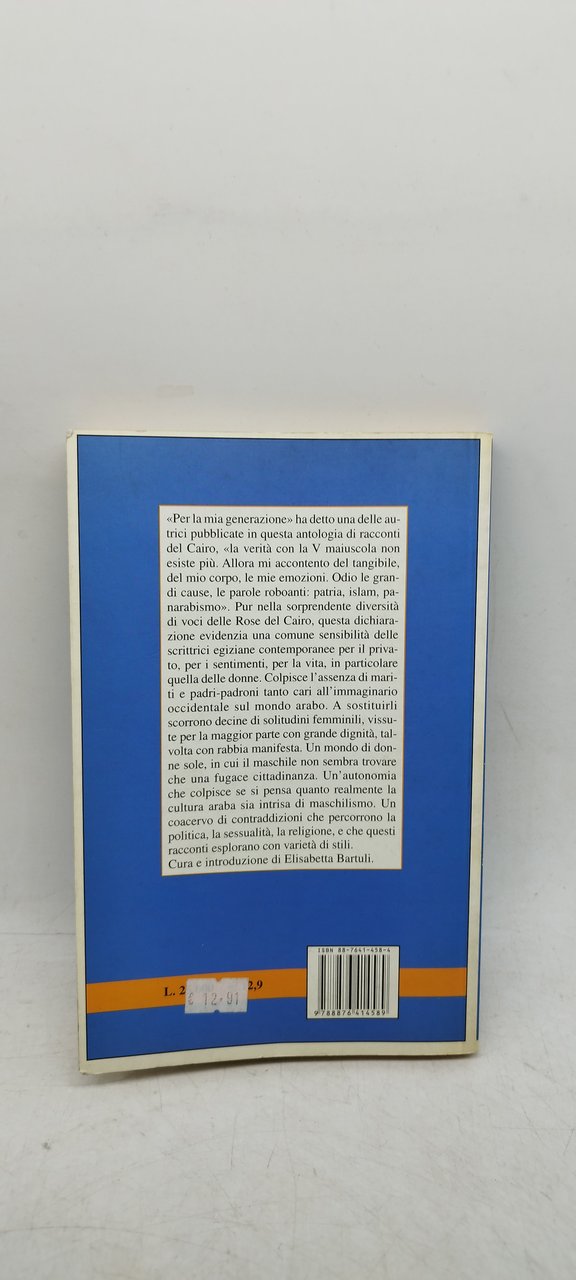 «Per la mia generazione» ha detto una delle au-
trici pubblicate in questa antologia di racconti
del Cairo, «la verità con la V maiuscola non
esiste più. Allora mi accontento del tangibile,
del mio corpo, le mie emozioni. Odio le gran-
di cause, le parole roboanti: patria, islam, pa-
narabismo». Pur nella sorprendente diversità
di voci delle Rose del Cairo, questa dichiara-
zione evidenzia una comune sensibilità delle
scrittrici egiziane contemporanee per il priva-
to, per i sentimenti, per la vita, in particolare
quella delle donne. Colpisce l'assenza di mari-
ti e padri-padroni tanto cari all'immaginario
occidentale sul mondo arabo. A sostituirli
scorrono decine di solitudini femminili, vissu-
te per la maggior parte con grande dignità, tal-
volta con rabbia manifesta. Un mondo di don-
ne sole, in cui il maschile non sembra trovare
che una fugace cittadinanza. Un'autonomia
che colpisce se si pensa quanto realmente la
cultura araba sia intrisa di maschilismo. Un
coacervo di contraddizioni che percorrono la
politica, la sessualità, la religione, e che questi
racconti esplorano con varietà di stili.
Cura e introduzione di Elisabetta Bartuli.
ISBN 88-7641-458-4
L. 2 2,9
€ 12,91
9 788876 414589